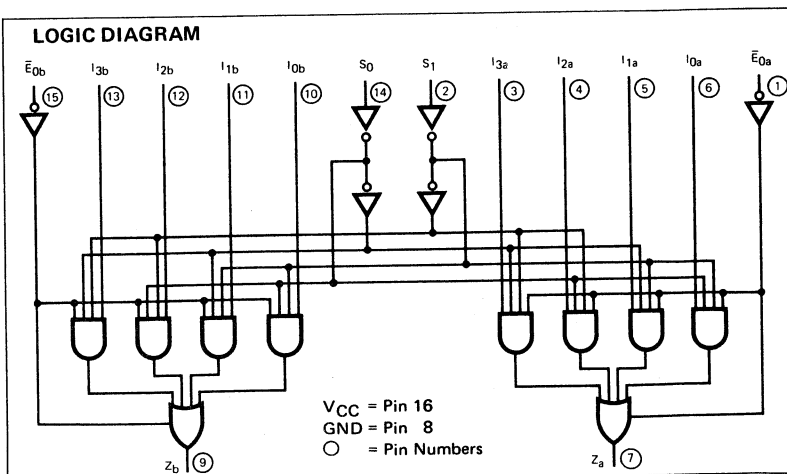 LOGIC DIAGRAM
Ē0b I3b I2b I1b I0b S0 S1 I3a I2a I1a I0a Ē0a
15 13 12 11 10 14 2 3 4 5 6 1
VCC = Pin 16
GND = Pin 8
○ = Pin Numbers
Zb 9 Za 7